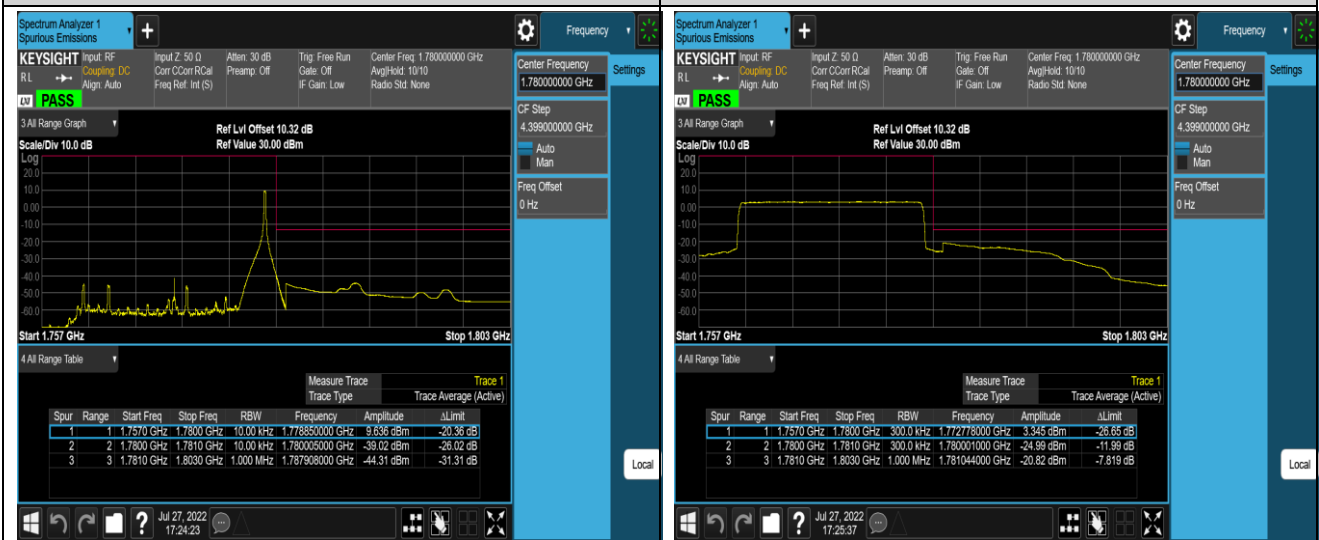 Spectrum Analyzer 1
Spurious Emissions
+
Frequency
KEYSIGHT Input: RF Input Z: 50 Ω Atten: 30 dB Trig: Free Run Center Freq: 1.780000000 GHz
RL Coupling: DC Corr CCorr RCal Preamp: Off Gate: Off Avg|Hold: 10/10
Align: Auto Freq Ref: Int (S) IF Gain: Low Radio Std: None
LXI PASS
Center Frequency
1.780000000 GHz
Settings
CF Step
4.399000000 GHz
Auto
Man
Freq Offset
0 Hz
3 All Range Graph
Ref Lvl Offset 10.32 dB
Scale/Div 10.0 dB Ref Value 30.00 dBm
Log
20.0
10.0
0.00
-10.0
-20.0
-30.0
-40.0
-50.0
-60.0
Start 1.757 GHz Stop 1.803 GHz
4 All Range Table
Measure Trace Trace 1
Trace Type Trace Average (Active)
Spur Range Start Freq Stop Freq RBW Frequency Amplitude ΔLimit
1 1 1.7570 GHz 1.7800 GHz 10.00 kHz 1.778850000 GHz 9.636 dBm -20.36 dB
2 2 1.7800 GHz 1.7810 GHz 10.00 kHz 1.780005000 GHz -39.02 dBm -26.02 dB
3 3 1.7810 GHz 1.8030 GHz 1.000 MHz 1.787908000 GHz -44.31 dBm -31.31 dB
Local
? Jul 27, 2022
17:24:23
Spectrum Analyzer 1
Spurious Emissions
+
Frequency
KEYSIGHT Input: RF Input Z: 50 Ω Atten: 30 dB Trig: Free Run Center Freq: 1.780000000 GHz
RL Coupling: DC Corr CCorr RCal Preamp: Off Gate: Off Avg|Hold: 10/10
Align: Auto Freq Ref: Int (S) IF Gain: Low Radio Std: None
LXI PASS
Center Frequency
1.780000000 GHz
Settings
CF Step
4.399000000 GHz
Auto
Man
Freq Offset
0 Hz
3 All Range Graph
Ref Lvl Offset 10.32 dB
Scale/Div 10.0 dB Ref Value 30.00 dBm
Log
20.0
10.0
0.00
-10.0
-20.0
-30.0
-40.0
-50.0
-60.0
Start 1.757 GHz Stop 1.803 GHz
4 All Range Table
Measure Trace Trace 1
Trace Type Trace Average (Active)
Spur Range Start Freq Stop Freq RBW Frequency Amplitude ΔLimit
1 1 1.7570 GHz 1.7800 GHz 300.0 kHz 1.772778000 GHz 3.345 dBm -26.65 dB
2 2 1.7800 GHz 1.7810 GHz 300.0 kHz 1.780001000 GHz -24.99 dBm -11.99 dB
3 3 1.7810 GHz 1.8030 GHz 1.000 MHz 1.781044000 GHz -20.82 dBm -7.819 dB
Local
? Jul 27, 2022
17:25:37